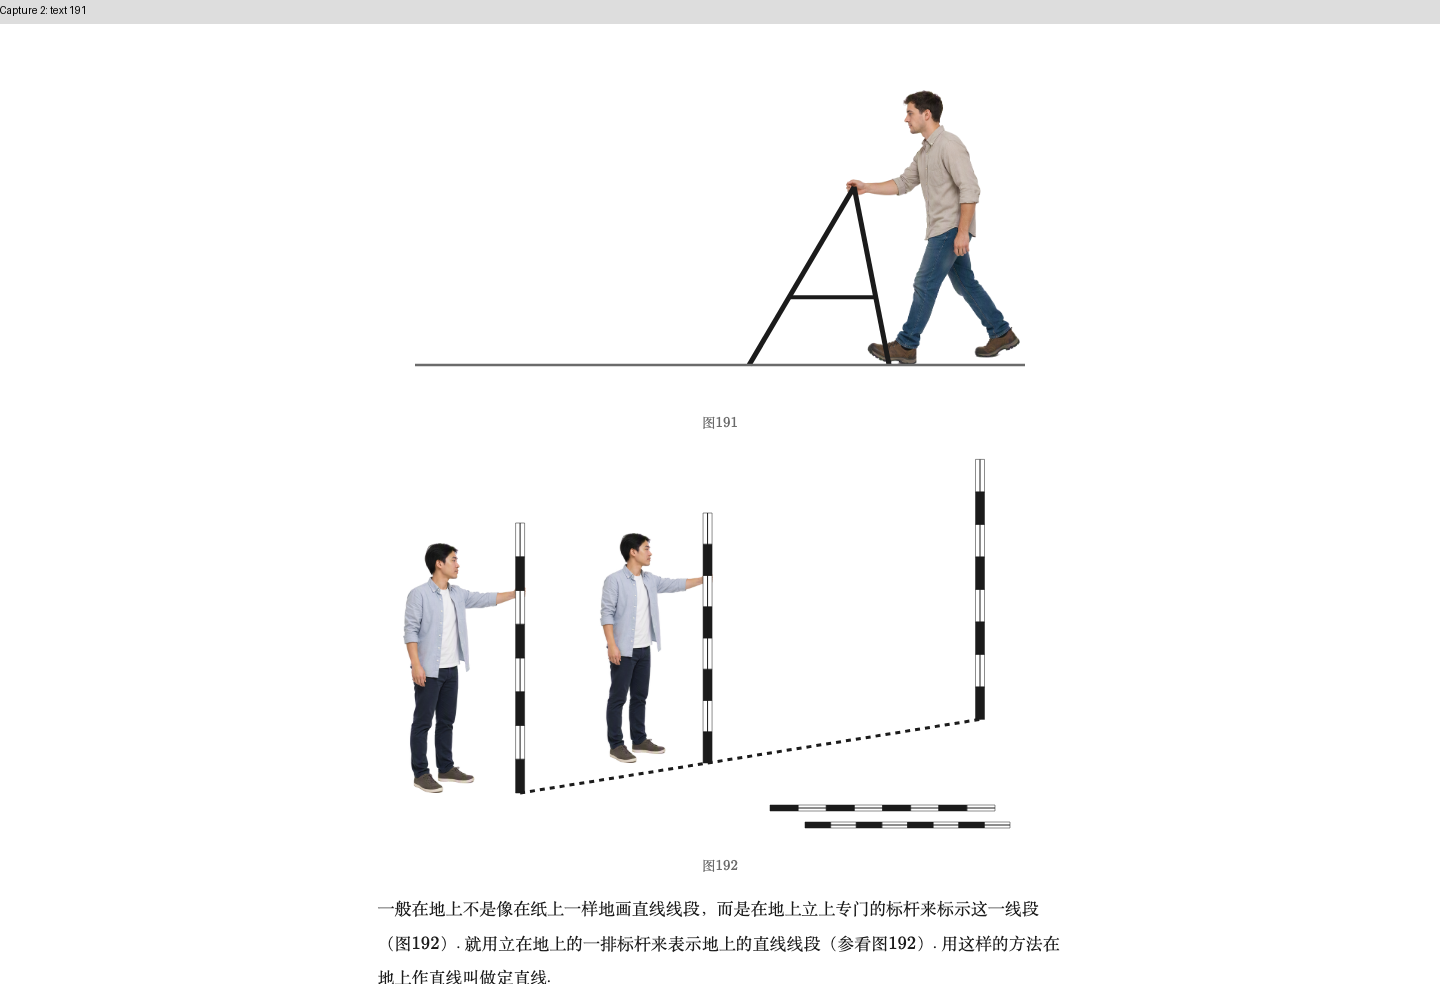 Capture 2: text 191
图191
图192
一般在地上不是像在纸上一样地画直线线段，而是在地上立上专门的标杆来标示这一线段
（图192）. 就用立在地上的一排标杆来表示地上的直线线段（参看图192）. 用这样的方法在
地上作直线叫做定直线.